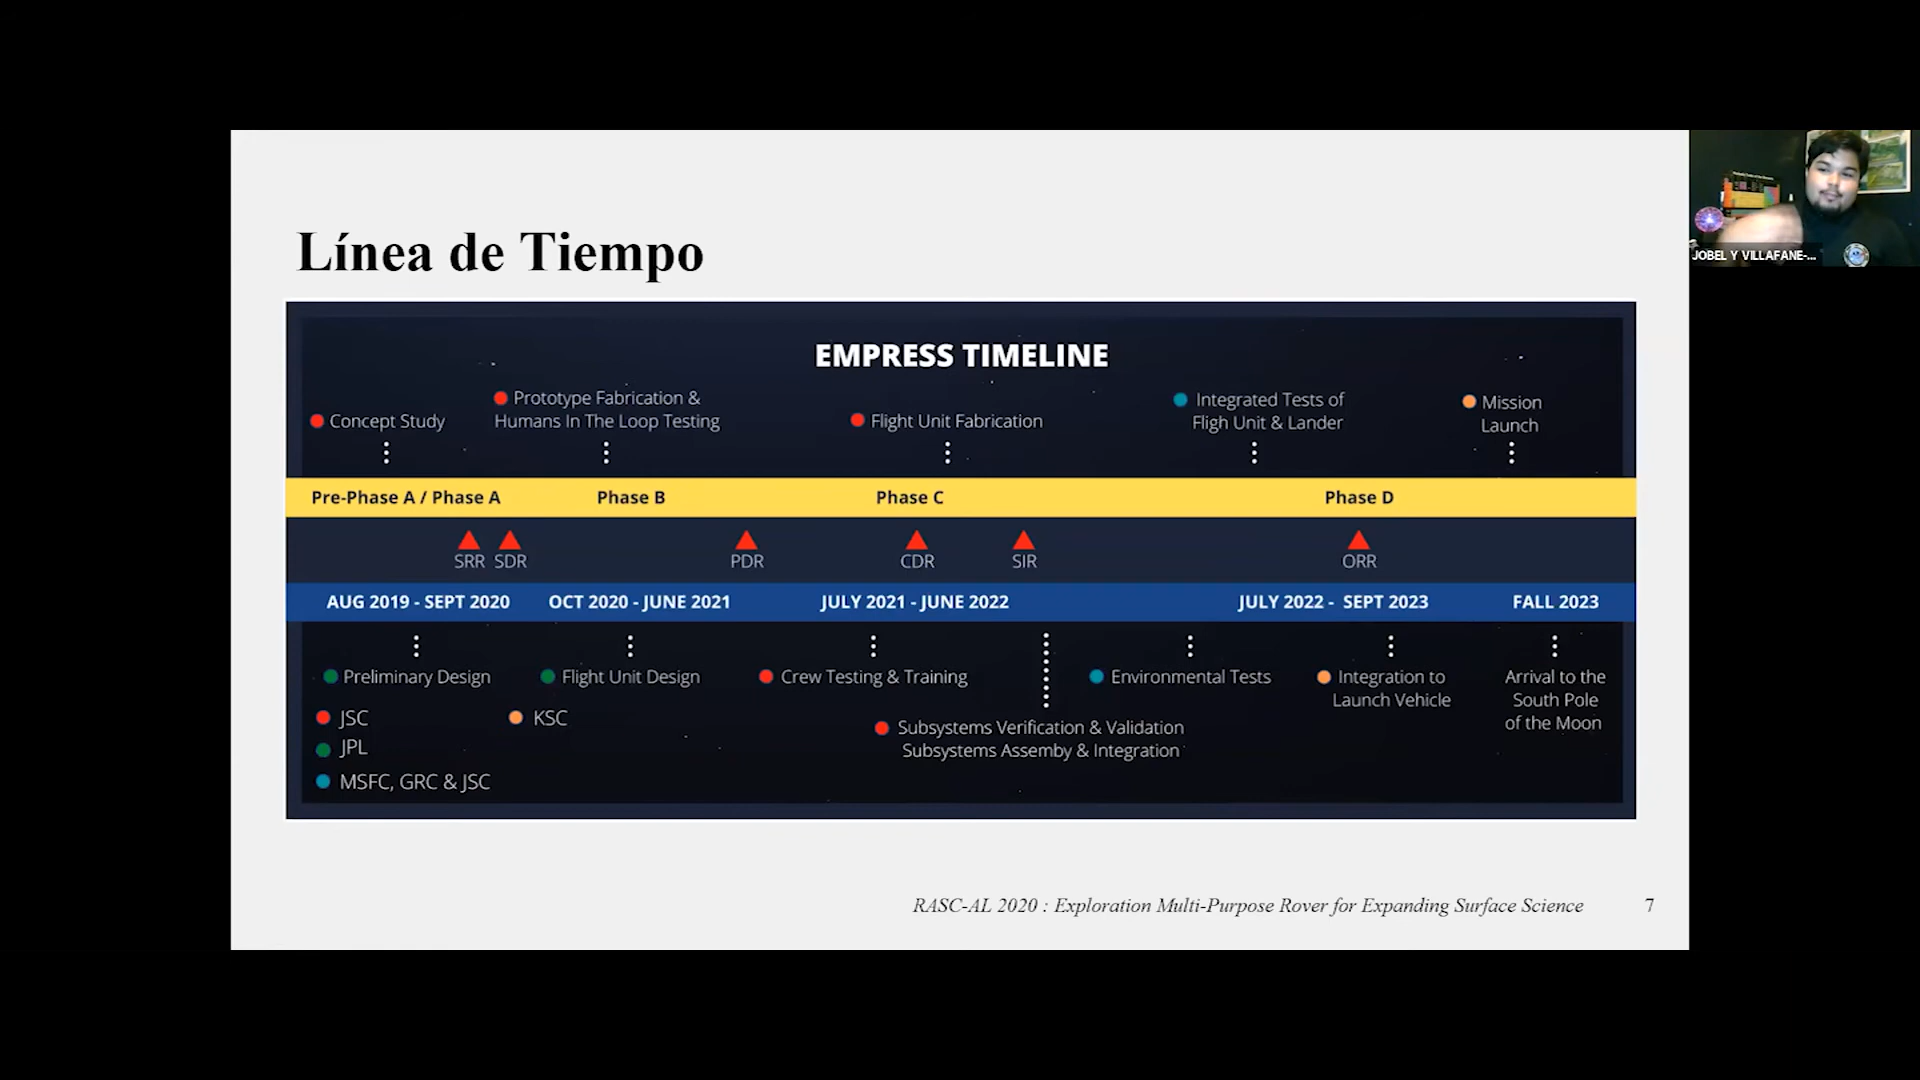 Línea de Tiempo
JOBEL Y VILLAFANE-...
EMPRESS TIMELINE
Concept Study
Prototype Fabrication &
Humans In The Loop Testing
Flight Unit Fabrication
Integrated Tests of
Fligh Unit & Lander
Mission
Launch
Pre-Phase A / Phase A
Phase B
Phase C
Phase D
SRR
SDR
PDR
CDR
SIR
ORR
AUG 2019 - SEPT 2020
OCT 2020 - JUNE 2021
JULY 2021 - JUNE 2022
JULY 2022 - SEPT 2023
FALL 2023
Preliminary Design
Flight Unit Design
Crew Testing & Training
Subsystems Verification & Validation
Subsystems Assemby & Integration
Environmental Tests
Integration to
Launch Vehicle
Arrival to the
South Pole
of the Moon
JSC
KSC
JPL
MSFC, GRC & JSC
RASC-AL 2020 : Exploration Multi-Purpose Rover for Expanding Surface Science
7